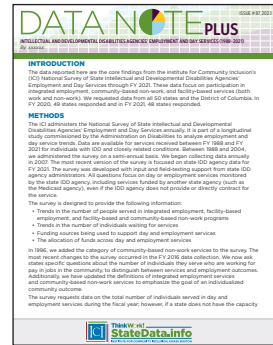 DATA NOTE PLUS
ISSUE #87, 2023
INTELLECTUAL AND DEVELOPMENTAL DISABILITIES AGENCIES' EMPLOYMENT AND DAY SERVICES (1988–2021)
INTRODUCTION
The data reported here are the core findings from the Institute for Community Inclusion's
(ICI) National Survey of State Intellectual and Developmental Disabilities Agencies'
Employment and Day Services through FY 2021. These data focus on participation in
integrated employment, community-based non-work, and facility-based services (both
work and non-work). We requested data from all 50 states and the District of Columbia. In
FY 2020, 49 states responded and in FY 2021, 48 states responded.
METHODS
The ICI administers the National Survey of State Intellectual and Developmental
Disabilities Agencies' Employment and Day Services annually. It is part of a longitudinal
study commissioned by the Administration on Disabilities to analyze employment and
day service trends. Data are available for services received between FY 1988 and FY
2021 for individuals with IDD and closely related conditions. Between 1988 and 2004,
we administered the survey on a semi-annual basis. We began collecting data annually
in 2007. The most recent version of the survey is focused on state IDD agency data for
FY 2021. The survey was developed with input and field-testing support from state IDD
agency administrators. All questions focus on day or employment services monitored
by the state IDD agency, including services funded by another state agency (such as
the Medicaid agency), even if the IDD agency does not provide or directly contract for
the service.
The survey is designed to provide the following information:
• Trends in the number of people served in integrated employment, facility-based
employment, and facility-based and community-based non-work programs
• Trends in the number of individuals waiting for services
• Funding sources being used to support day and employment services
• The allocation of funds across day and employment services
In 1996, we added the category of community-based non-work services to the survey. The
most recent changes to the survey occurred in the FY 2016 data collection. We now ask
states specific questions about the number of individuals they serve who are working for
pay in jobs in the community, to distinguish between services and employment outcomes.
Additionally, we have updated the definitions of integrated employment services
and community-based non-work services to emphasize the goal of an individualized
community outcome.
The survey requests data on the total number of individuals served in day and
employment services during the fiscal year; however, if a state does not have the capacity
ThinkWork!
StateData.info